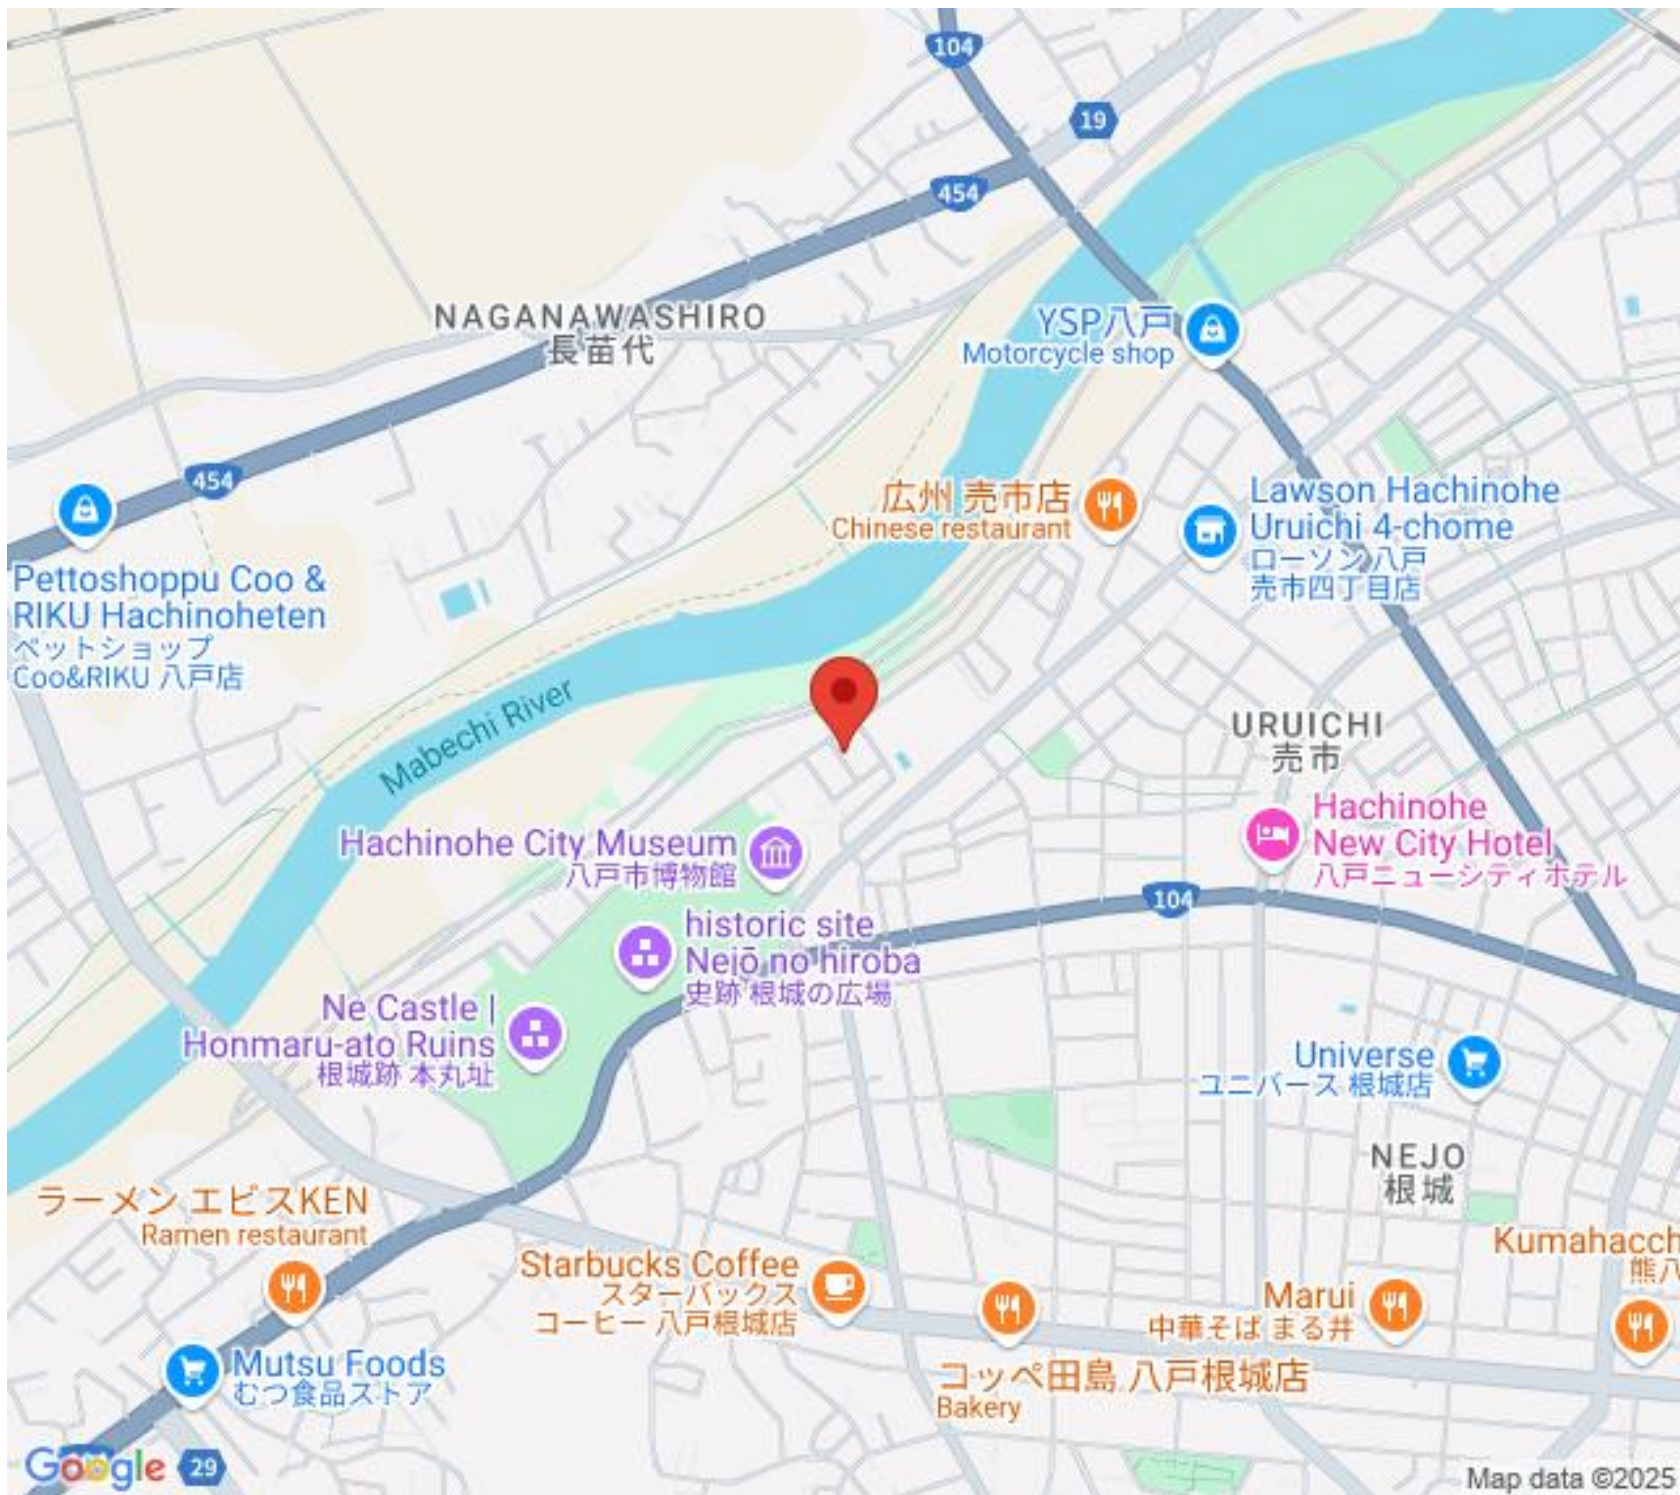 104
19
454
NAGANAWASHIRO
長苗代
YSP八戸
Motorcycle shop
454
広州 売市店
Chinese restaurant
Lawson Hachinohe
Uruichi 4-chome
ローソン 八戸
売市四丁目店
Pettoshoppu Coo &
RIKU Hachinoheten
ペットショップ
Coo&RIKU 八戸店
Mabechi River
URUICHI
売市
Hachinohe
New City Hotel
八戸ニューシティホテル
Hachinohe City Museum
八戸市博物館
104
historic site
Nejō no hiroba
史跡 根城の広場
Ne Castle |
Honmaru-ato Ruins
根城跡 本丸址
Universe
ユニバース 根城店
NEJO
根城
ラーメン エビスKEN
Ramen restaurant
Starbucks Coffee
スターバックス
コーヒー 八戸根城店
Marui
中華そば まる井
Kumahacch
熊八
コッペ田島 八戸根城店
Bakery
Mutsu Foods
むつ食品ストア
Google
29
Map data ©2025